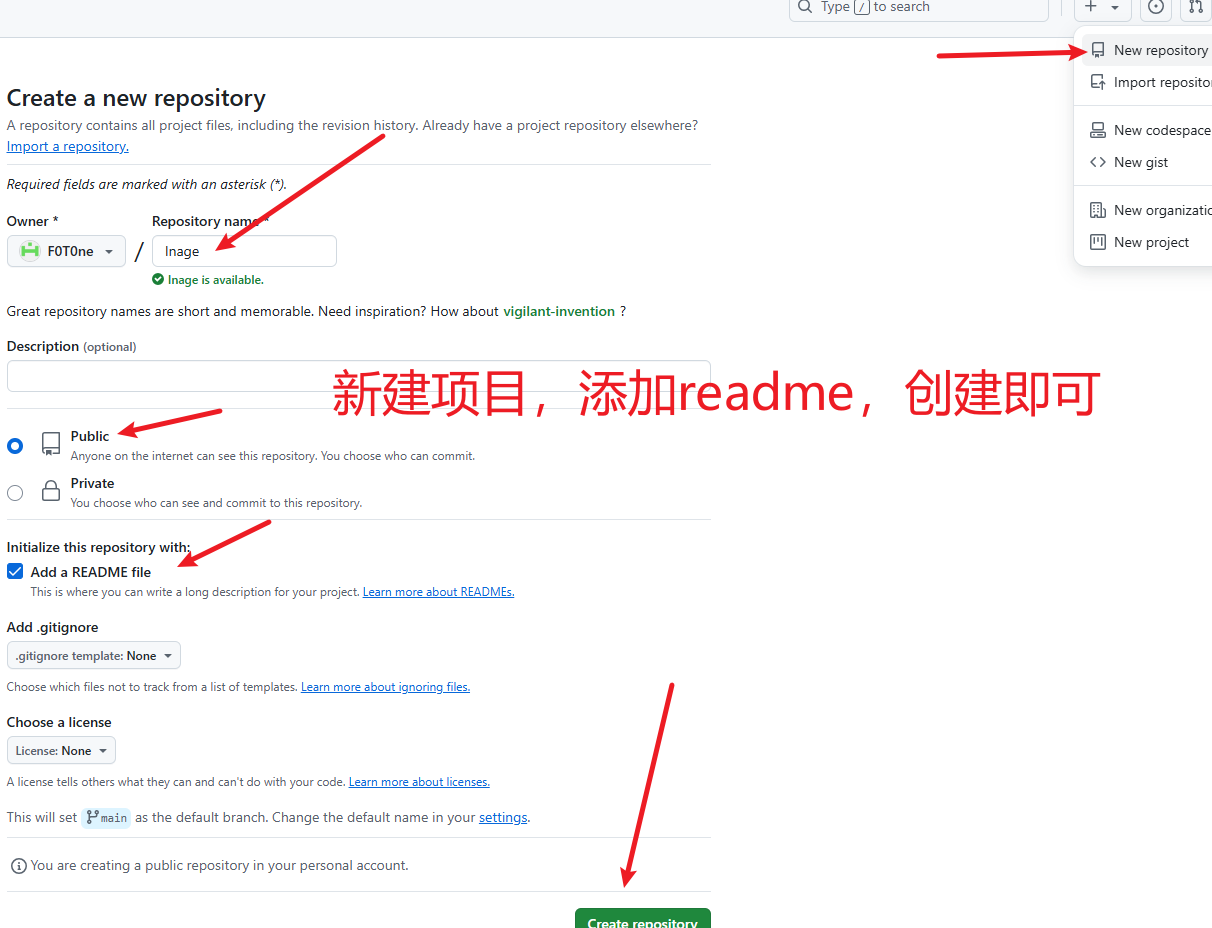 Type / to search
New repository
Import reposito
New codespace
New gist
New organizatio
New project
Create a new repository
A repository contains all project files, including the revision history. Already have a project repository elsewhere?
Import a repository.
Required fields are marked with an asterisk (*).
Owner *
Repository name *
F0T0ne
/
Inage
Inage is available.
Great repository names are short and memorable. Need inspiration? How about vigilant-invention ?
Description (optional)
新建项目，添加readme，创建即可
Public
Anyone on the internet can see this repository. You choose who can commit.
Private
You choose who can see and commit to this repository.
Initialize this repository with:
Add a README file
This is where you can write a long description for your project. Learn more about READMEs.
Add .gitignore
.gitignore template: None
Choose which files not to track from a list of templates. Learn more about ignoring files.
Choose a license
License: None
A license tells others what they can and can't do with your code. Learn more about licenses.
This will set main as the default branch. Change the default name in your settings.
You are creating a public repository in your personal account.
Create repository